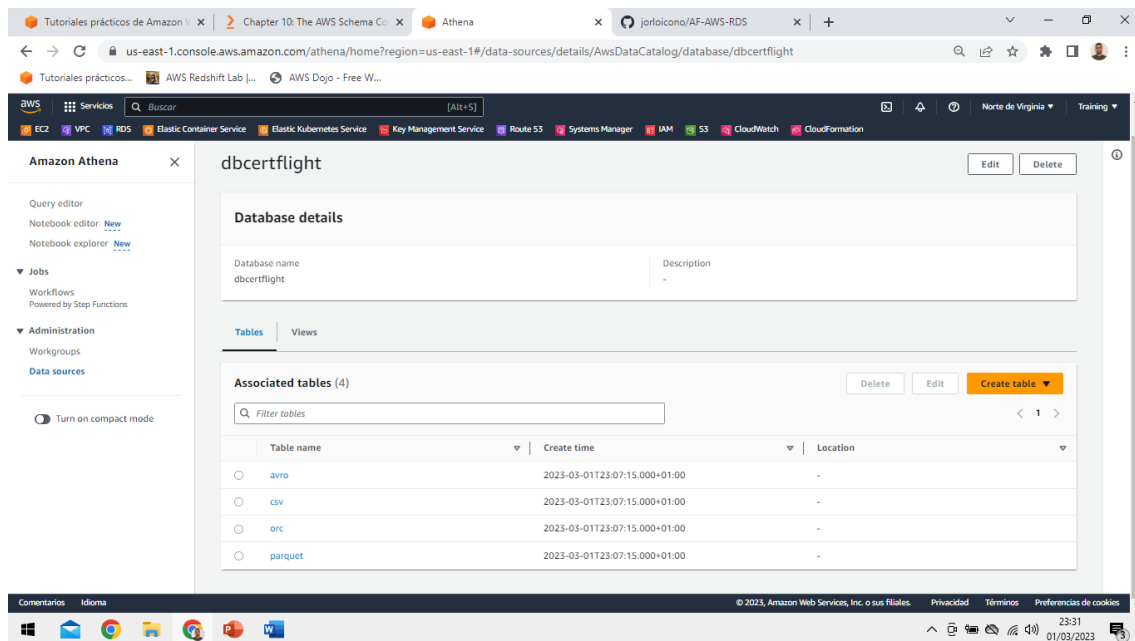 Tutoriales prácticos de Amazon W
Chapter 10: The AWS Schema Co
Athena
jorloicono/AF-AWS-RDS
us-east-1.console.aws.amazon.com/athena/home?region=us-east-1#/data-sources/details/AwsDataCatalog/database/dbcertflight
Tutoriales prácticos...
AWS Redshift Lab |...
AWS Dojo - Free W...
aws
Servicios
Buscar
[Alt+S]
Norte de Virginia
Training
EC2
VPC
RDS
Elastic Container Service
Elastic Kubernetes Service
Key Management Service
Route 53
Systems Manager
IAM
S3
CloudWatch
CloudFormation
Amazon Athena
Query editor
Notebook editor New
Notebook explorer New
Jobs
Workflows
Powered by Step Functions
Administration
Workgroups
Data sources
Turn on compact mode
dbcertflight
Edit
Delete
Database details
Database name
dbcertflight
Description
-
Tables
Views
Associated tables (4)
Delete
Edit
Create table
Filter tables
1
Table name
Create time
Location
avro
2023-03-01T23:07:15.000+01:00
-
csv
2023-03-01T23:07:15.000+01:00
-
orc
2023-03-01T23:07:15.000+01:00
-
parquet
2023-03-01T23:07:15.000+01:00
-
Comentarios
Idioma
© 2023, Amazon Web Services, Inc. o sus filiales.
Privacidad
Términos
Preferencias de cookies
23:31
01/03/2023
3